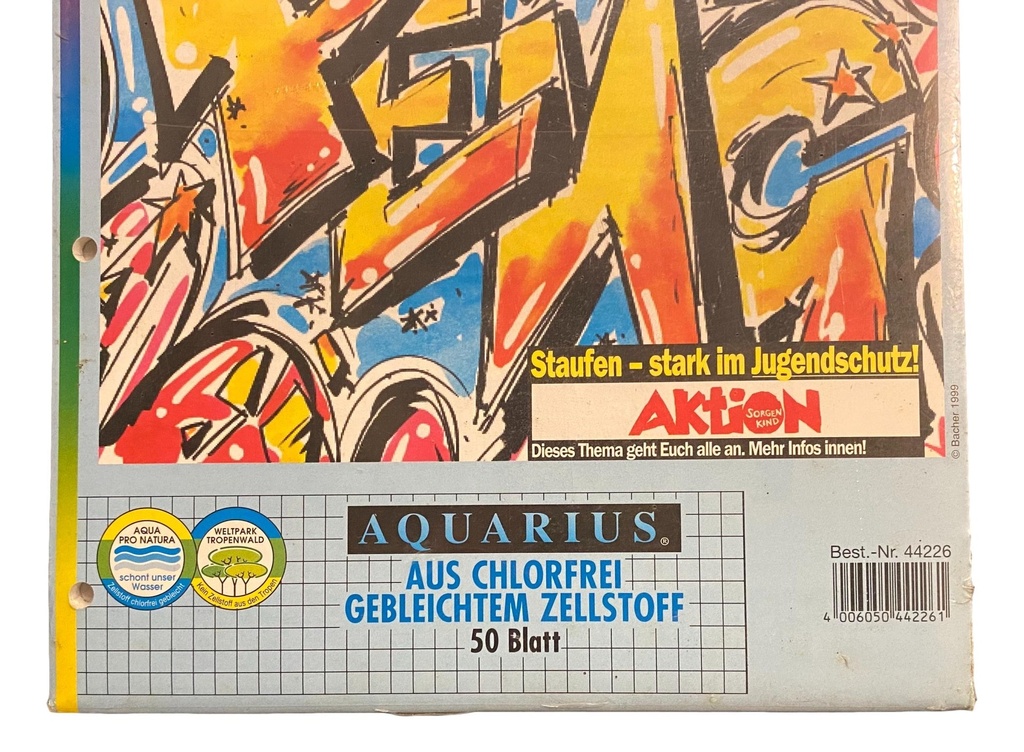 Staufen – stark im Jugendschutz!
AKtiON
SORGEN
KIND
Dieses Thema geht Euch alle an. Mehr Infos innen!
© Bacher 1999
AQUA
PRO NATURA
schont unser
Wasser
Zellstoff chlorfrei gebleicht
WELTPARK
TROPENWALD
Kein Zellstoff aus den Tropen
AQUARIUS®
AUS CHLORFREI
GEBLEICHTEM ZELLSTOFF
50 Blatt
Best.-Nr. 44226
4 006050 442261